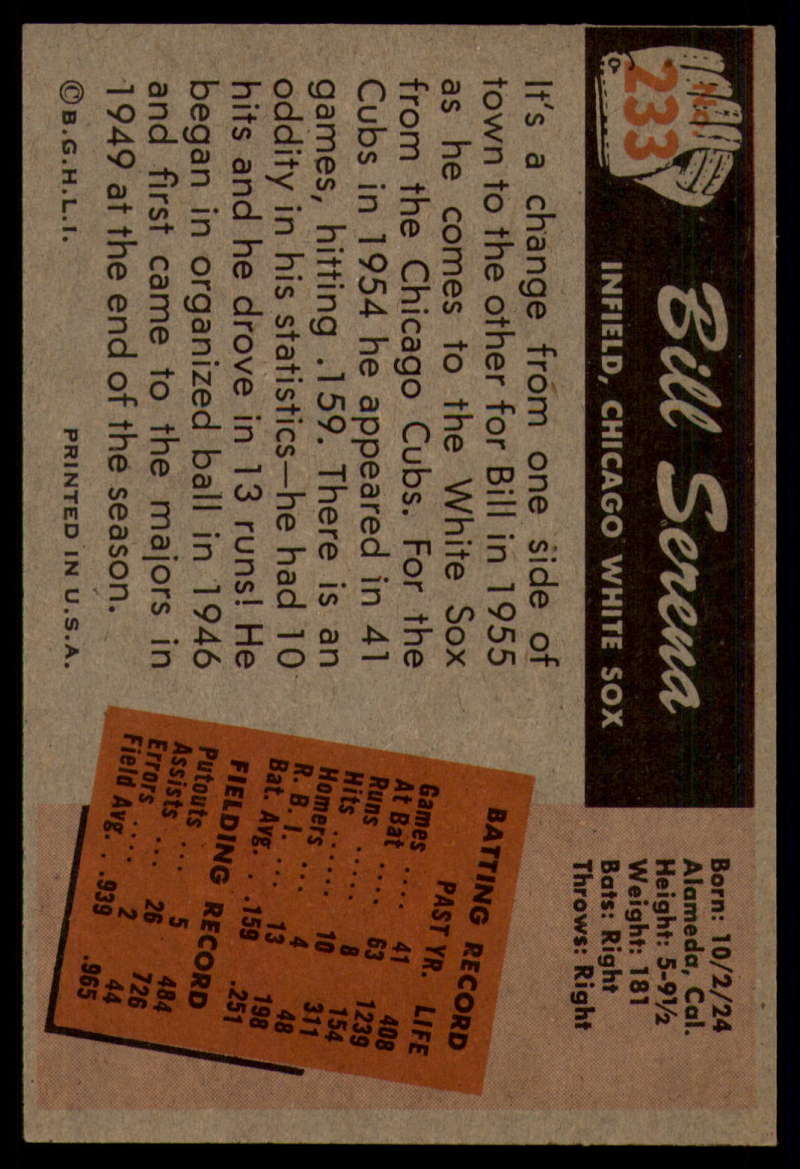 No.
233
Bill Serena
INFIELD, CHICAGO WHITE SOX
Born: 10/2/24
Alameda, Cal.
Height: 5-9½
Weight: 181
Bats: Right
Throws: Right
It's a change from one side of
town to the other for Bill in 1955
as he comes to the White Sox
from the Chicago Cubs. For the
Cubs in 1954 he appeared in 41
games, hitting .159. There is an
oddity in his statistics—he had 10
hits and he drove in 13 runs! He
began in organized ball in 1946
and first came to the majors in
1949 at the end of the season.
© B.G.H.L.I. PRINTED IN U.S.A.
BATTING RECORD
PAST YR. LIFE
Games .... 41 408
At Bat .... 63 1239
Runs ..... 8 154
Hits ..... 10 311
Homers ... 4 48
R. B. I. ... 13 198
Bat. Avg. . .159 .251
FIELDING RECORD
Putouts ... 5 484
Assists ... 26 726
Errors .... 2 44
Field Avg. . .939 .965